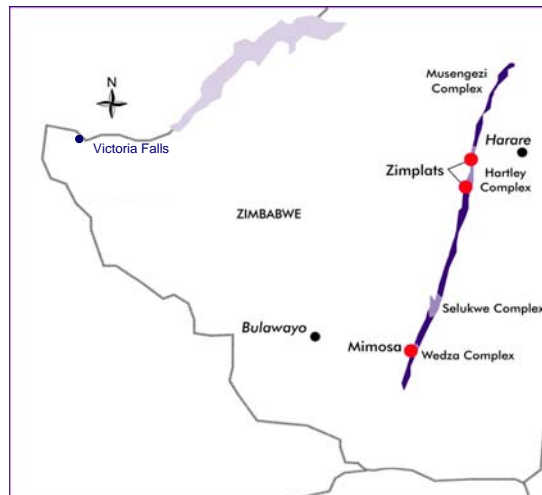 Musengezi
Complex
N
Victoria Falls
Harare
Zimplats
Hartley
Complex
ZIMBABWE
Selukwe Complex
Bulawayo
Mimosa
Wedza Complex